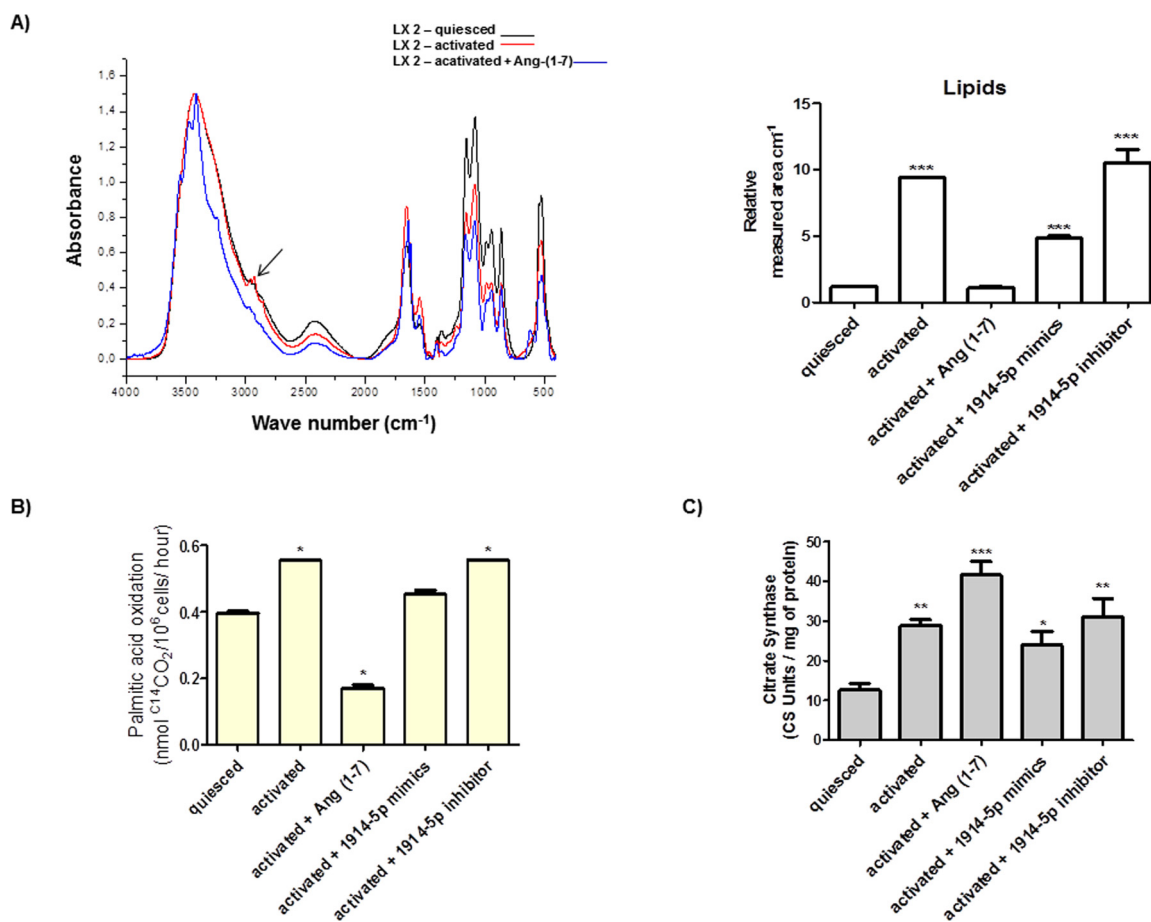 A)
LX 2 – quiesced
LX 2 – activated
LX 2 – acativated + Ang-(1-7)
Absorbance
1.6
1.4
1.2
1.0
0.8
0.6
0.4
0.2
0.0
4000 3500 3000 2500 2000 1500 1000 500
Wave number (cm-1)
Lipids
Relative
measured area cm-1
15
10
5
0
quiesced
activated
activated + Ang (1-7)
activated + 1914-5p mimics
activated + 1914-5p inhibitor
***
***
***
B)
Palmitic acid oxidation
(nmol C14CO2/106cells/ hour)
0.6
0.4
0.2
0.0
*
*
*
quiesced
activated
activated + Ang (1-7)
activated + 1914-5p mimics
activated + 1914-5p inhibitor
C)
Citrate Synthase
(CS Units / mg of protein)
50
40
30
20
10
0
**
***
*
**
quiesced
activated
activated + Ang (1-7)
activated + 1914-5p mimics
activated + 1914-5p inhibitor